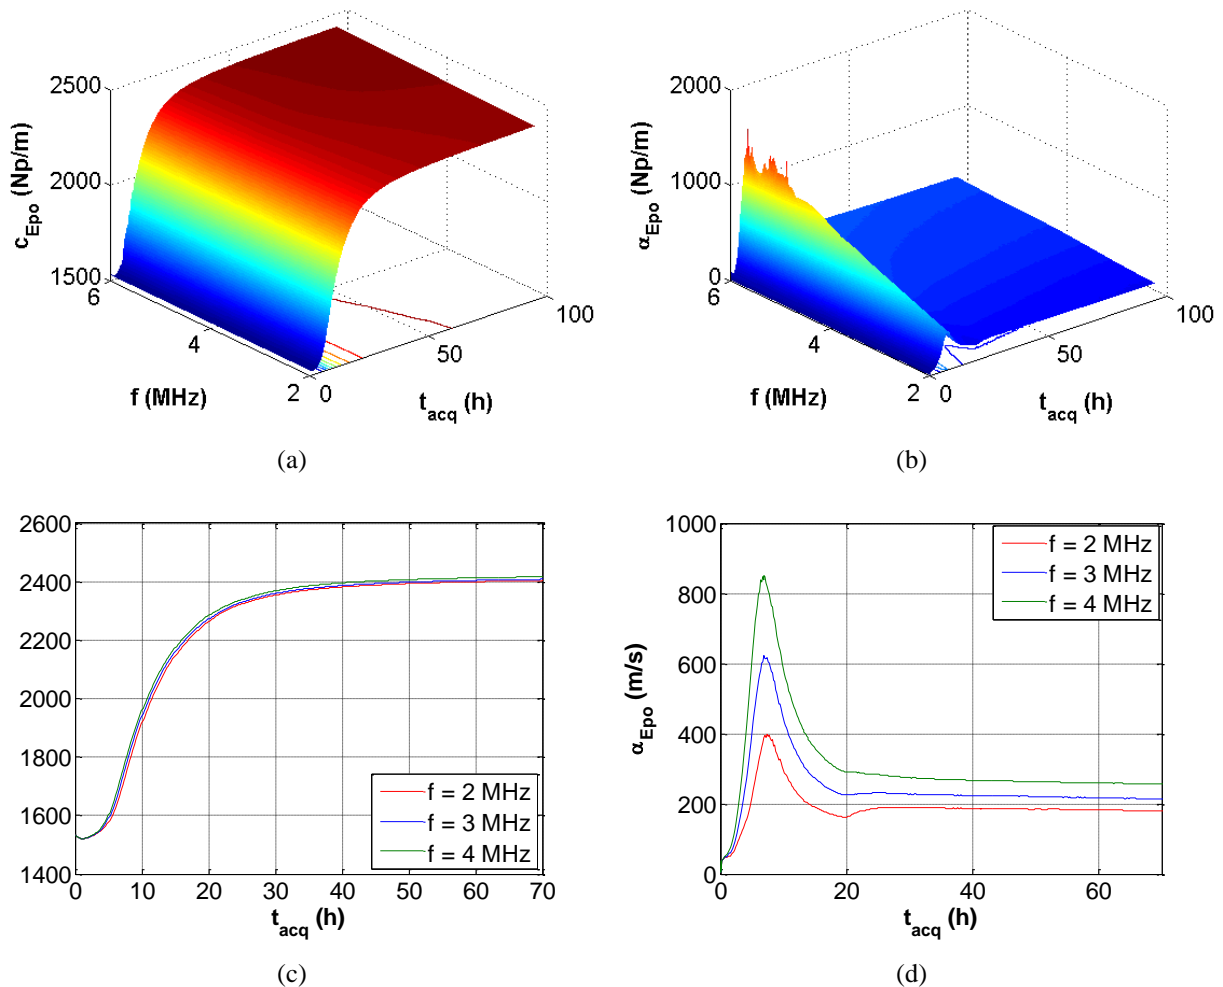 2500
2000
1500
c_Epo (Np/m)
6
4
2
f (MHz)
0
50
100
t_acq (h)
(a)
2000
1000
0
α_Epo (Np/m)
6
4
2
f (MHz)
0
50
100
t_acq (h)
(b)
2600
2400
2200
2000
1800
1600
1400
0 10 20 30 40 50 60 70
t_acq (h)
f = 2 MHz
f = 3 MHz
f = 4 MHz
(c)
1000
800
600
400
200
0
α_Epo (m/s)
0 20 40 60
t_acq (h)
f = 2 MHz
f = 3 MHz
f = 4 MHz
(d)